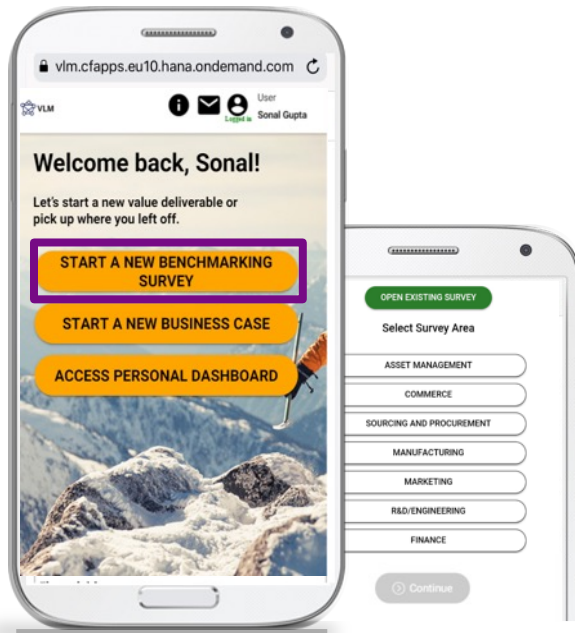 vlm.cfapps.eu10.hana.ondemand.com
VLM
User
Logged in
Sonal Gupta
Welcome back, Sonal!
Let's start a new value deliverable or
pick up where you left off.
START A NEW BENCHMARKING
SURVEY
START A NEW BUSINESS CASE
ACCESS PERSONAL DASHBOARD
OPEN EXISTING SURVEY
Select Survey Area
ASSET MANAGEMENT
COMMERCE
SOURCING AND PROCUREMENT
MANUFACTURING
MARKETING
R&D/ENGINEERING
FINANCE
Continue